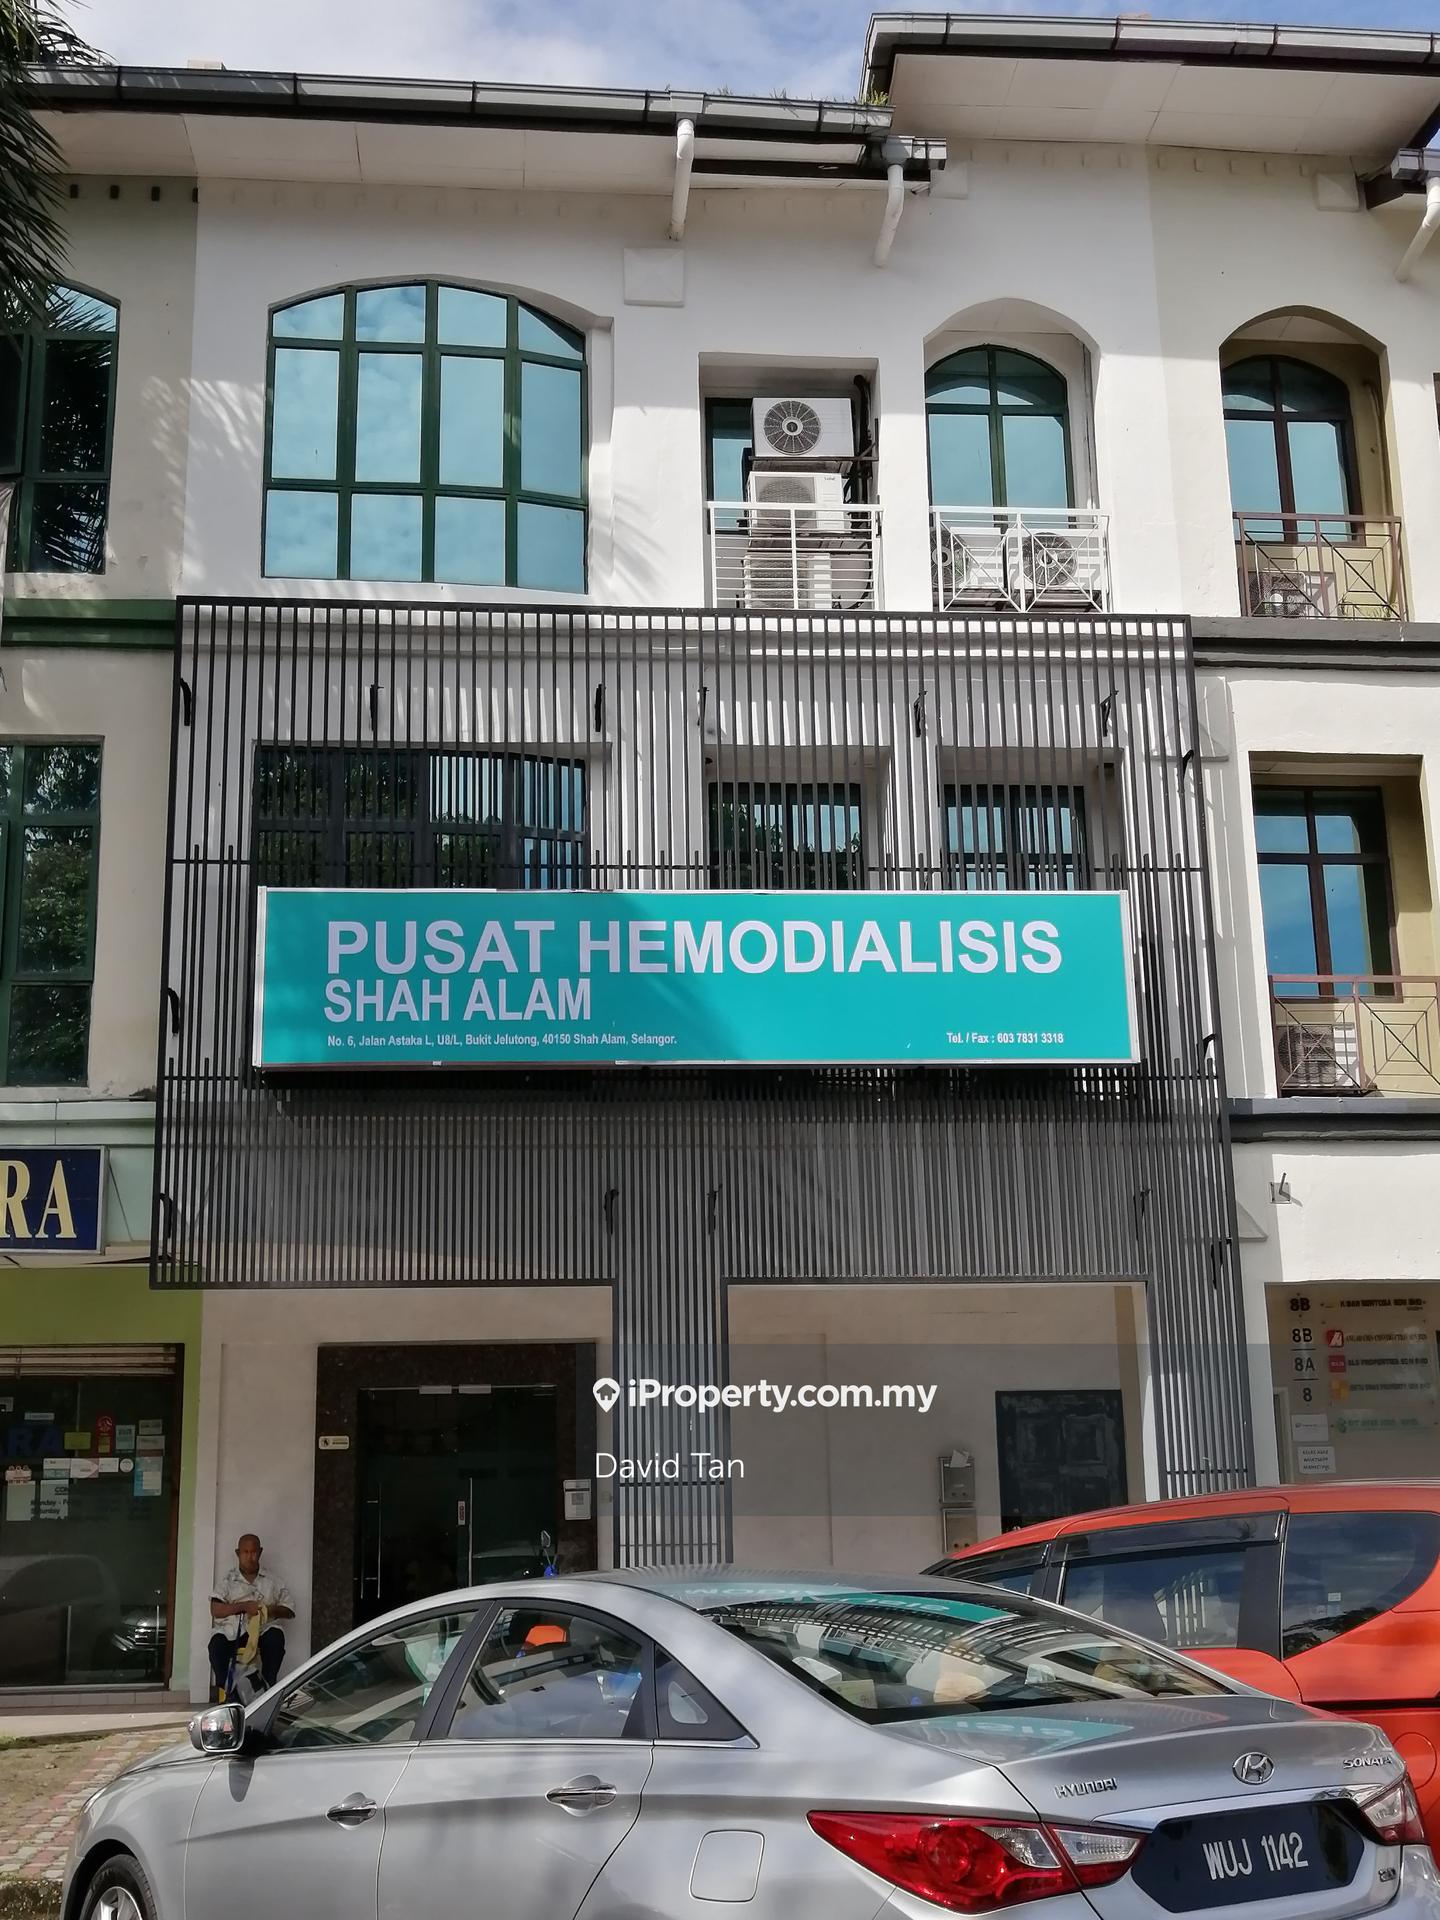 PUSAT HEMODIALISIS
SHAH ALAM
No. 6, Jalan Astaka L, U8/L, Bukit Jelutong, 40150 Shah Alam, Selangor.
Tel. / Fax : 603 7831 3318
RA
8B
8B
8A
8
iProperty.com.my
David Tan
HYUNDAI
SONATA
WUJ 1142